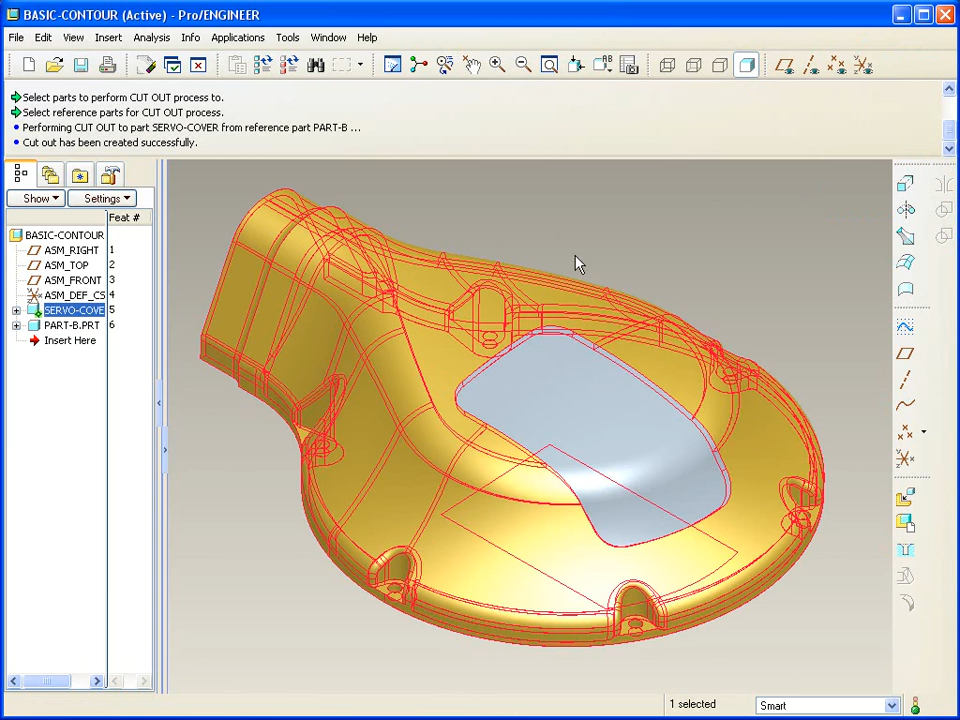 BASIC-CONTOUR (Active) - Pro/ENGINEER
File Edit View Insert Analysis Info Applications Tools Window Help
Select parts to perform CUT OUT process to.
Select reference parts for CUT OUT process.
Performing CUT OUT to part SERVO-COVER from reference part PART-B ...
Cut out has been created successfully.
Show Settings
Feat #
BASIC-CONTOUR
ASM_RIGHT 1
ASM_TOP 2
ASM_FRONT 3
ASM_DEF_CS 4
SERVO-COVE 5
PART-B.PRT 6
Insert Here
1 selected Smart